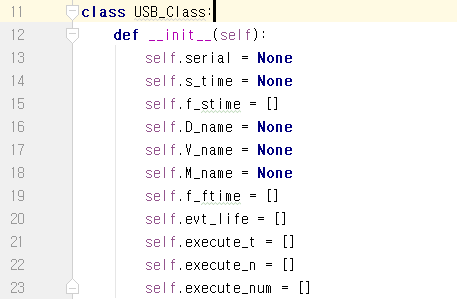 11 class USB_Class:
12 def __init__(self):
13 self.serial = None
14 self.s_time = None
15 self.f_stime = []
16 self.D_name = None
17 self.V_name = None
18 self.M_name = None
19 self.f_ftime = []
20 self.evt_life = []
21 self.execute_t = []
22 self.execute_n = []
23 self.execute_num = []